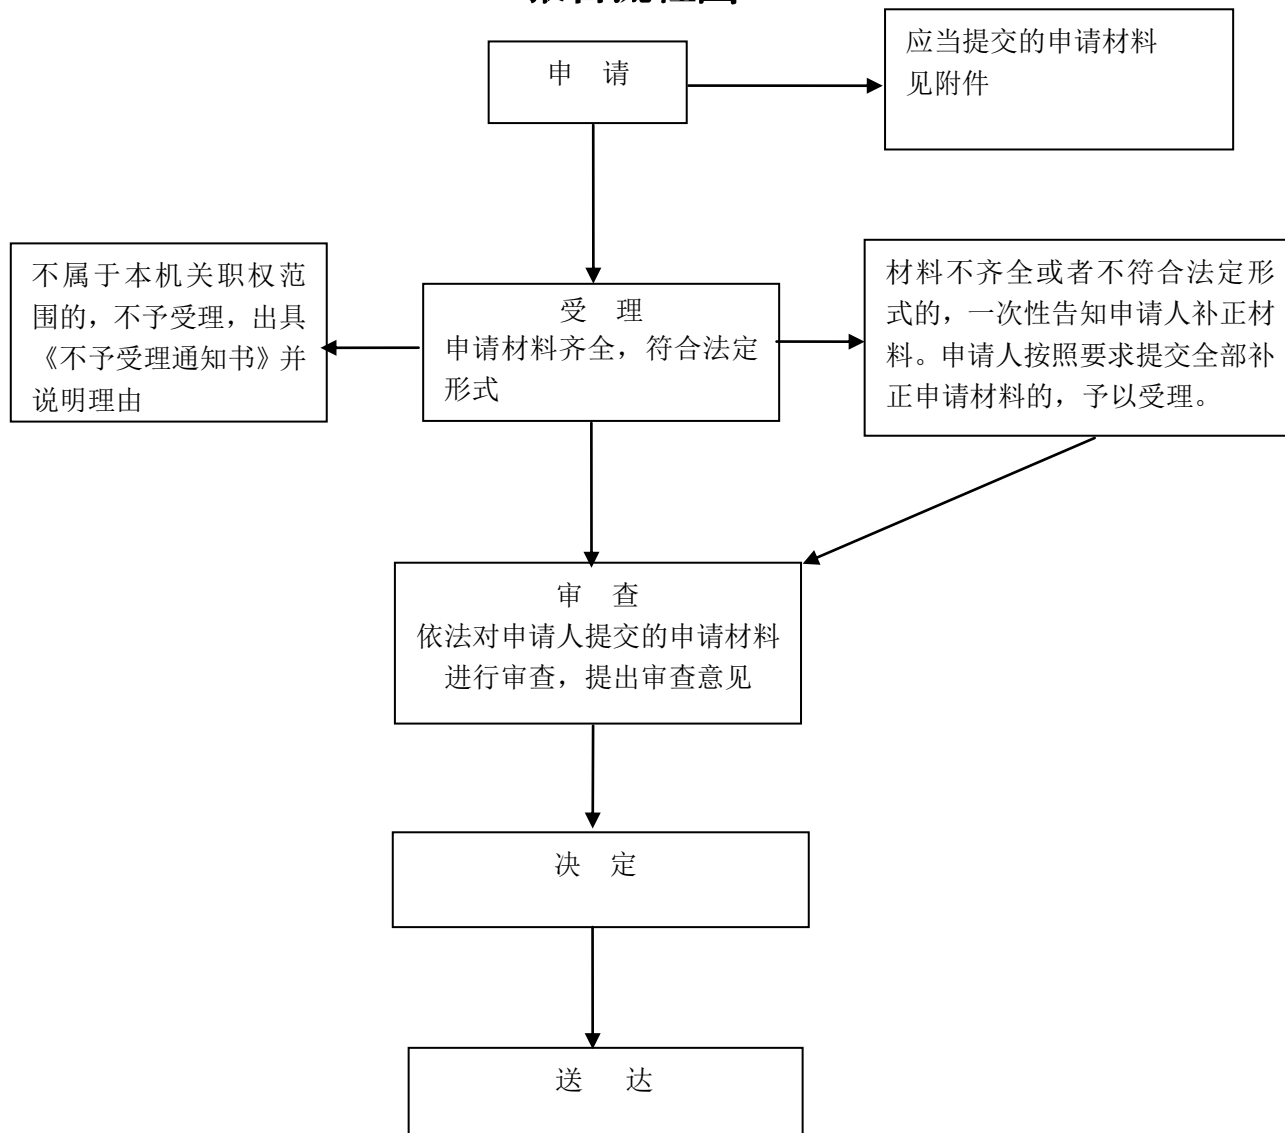 申 请
应当提交的申请材料
见附件
不属于本机关职权范
围的，不予受理，出具
《不予受理通知书》并
说明理由
受 理
申请材料齐全，符合法定
形式
材料不齐全或者不符合法定形
式的，一次性告知申请人补正材
料。申请人按照要求提交全部补
正申请材料的，予以受理。
审 查
依法对申请人提交的申请材料
进行审查，提出审查意见
决 定
送 达